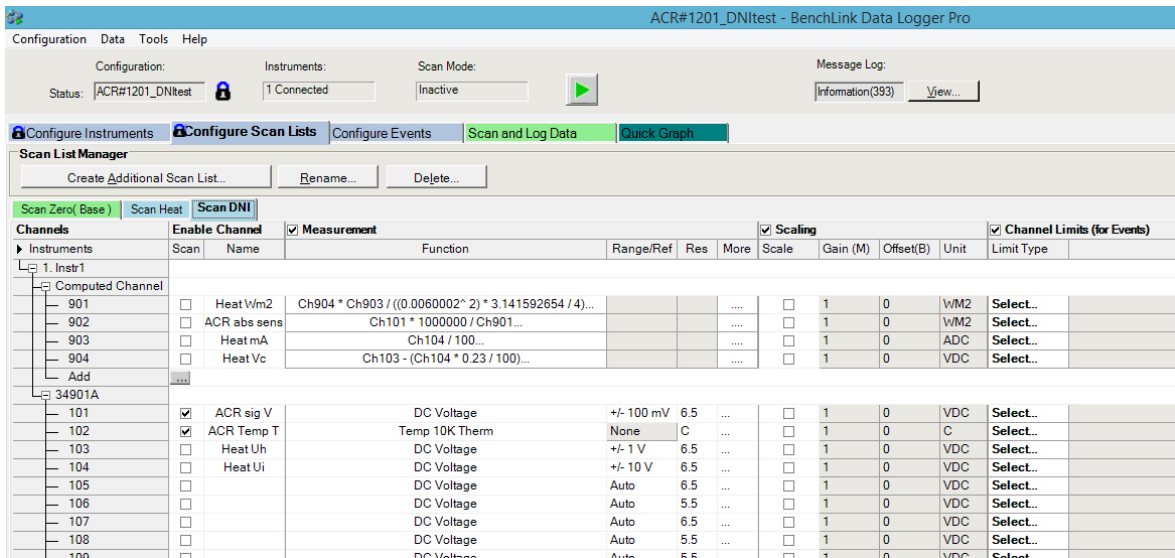 ACR#1201_DNItest - BenchLink Data Logger Pro
Configuration Data Tools Help
Configuration: Instruments: Scan Mode: Message Log:
Status: ACR#1201_DNItest 1 Connected Inactive Information(393) View...
Configure Instruments Configure Scan Lists Configure Events Scan and Log Data Quick Graph
Scan List Manager
Create Additional Scan List... Rename... Delete...
Scan Zero( Base ) Scan Heat Scan DNI
Channels Enable Channel Measurement Scaling Channel Limits (for Events)
Instruments Scan Name Function Range/Ref Res More Scale Gain (M) Offset(B) Unit Limit Type
1. Instr1
Computed Channel
901 Heat Wm2 Ch904 * Ch903 / ((0.0060002^ 2) * 3.141592654 / 4)... .... 1 0 WM2 Select...
902 ACR abs sens Ch101 * 1000000 / Ch901... .... 1 0 WM2 Select...
903 Heat mA Ch104 / 100... .... 1 0 ADC Select...
904 Heat Vc Ch103 - (Ch104 * 0.23 / 100)... .... 1 0 VDC Select...
Add ...
34901A
101 ACR sig V DC Voltage +/- 100 mV 6.5 ... 1 0 VDC Select...
102 ACR Temp T Temp 10K Therm None C ... 1 0 C Select...
103 Heat Uh DC Voltage +/- 1 V 6.5 ... 1 0 VDC Select...
104 Heat Ui DC Voltage +/- 10 V 6.5 ... 1 0 VDC Select...
105 DC Voltage Auto 6.5 ... 1 0 VDC Select...
106 DC Voltage Auto 5.5 ... 1 0 VDC Select...
107 DC Voltage Auto 6.5 ... 1 0 VDC Select...
108 DC Voltage Auto 5.5 ... 1 0 VDC Select...
109 DC Voltage Auto 5.5 ... 1 0 VDC Select...